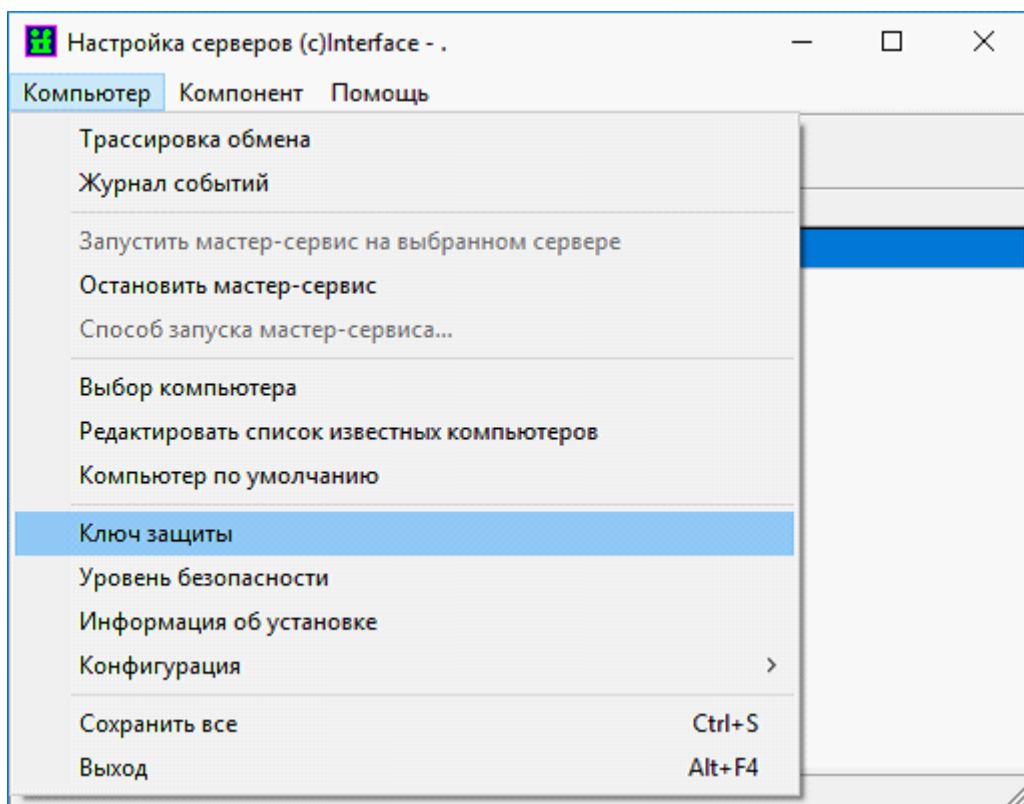 Настройка серверов (c)Interface - .
Компьютер Компонент Помощь
Трассировка обмена
Журнал событий
Запустить мастер-сервис на выбранном сервере
Остановить мастер-сервис
Способ запуска мастер-сервиса...
Выбор компьютера
Редактировать список известных компьютеров
Компьютер по умолчанию
Ключ защиты
Уровень безопасности
Информация об установке
Конфигурация
Сохранить все Ctrl+S
Выход Alt+F4